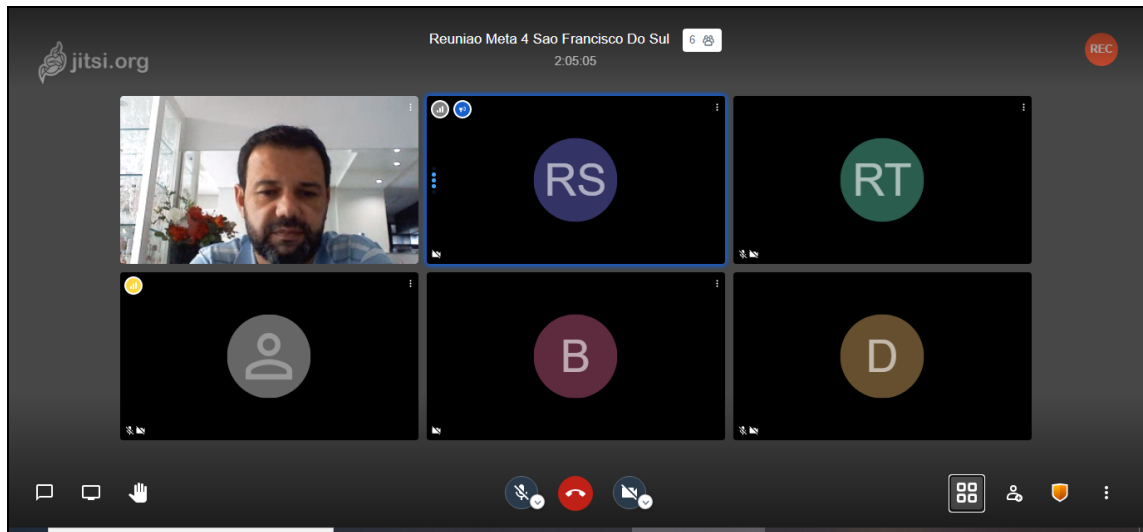 jitsi.org
Reuniao Meta 4 Sao Francisco Do Sul 6
2:05:05
REC
RS
RT
B
D